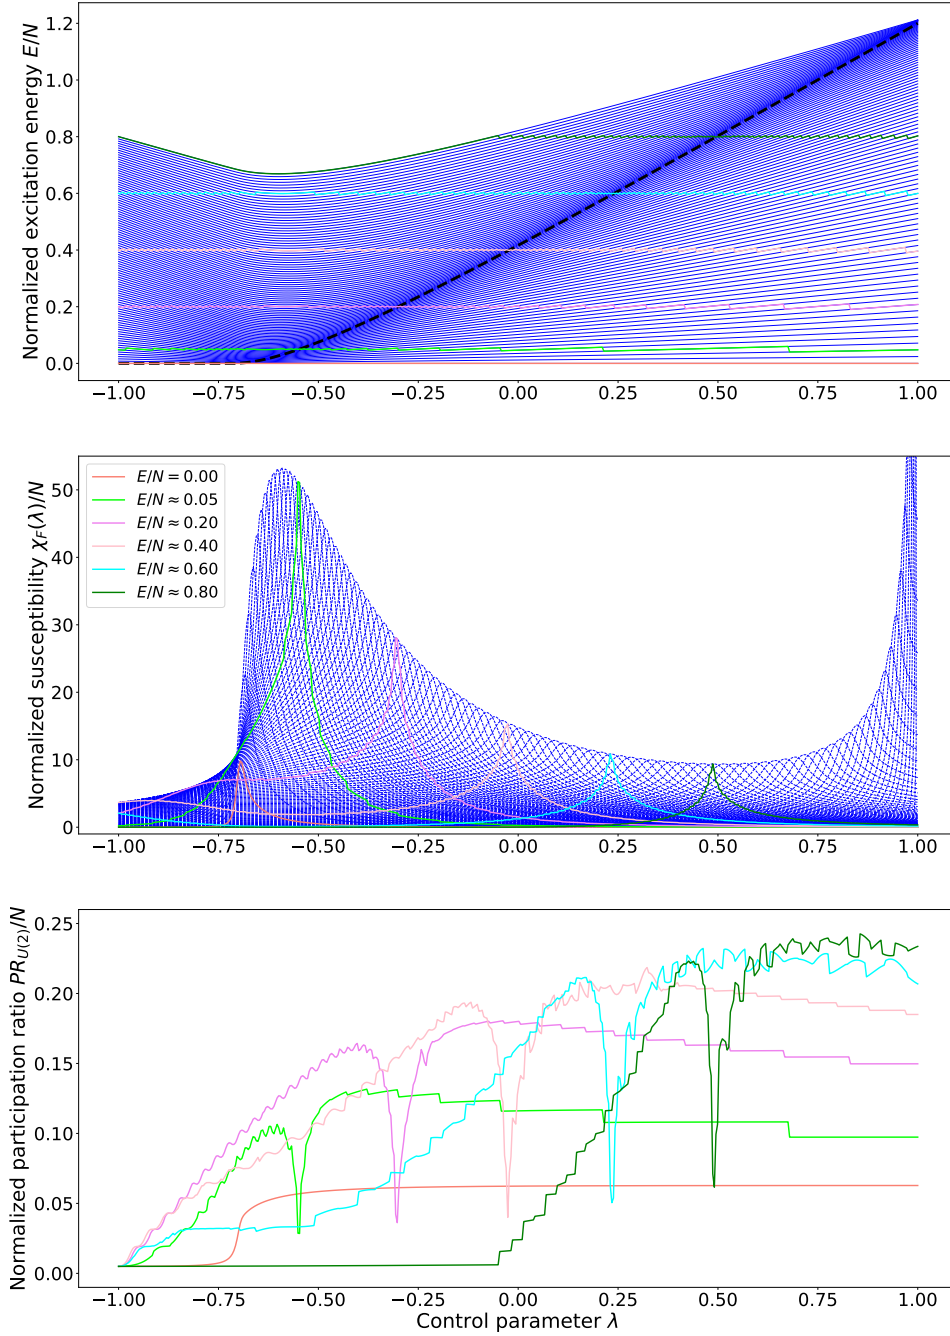 Normalized excitation energy E/N
1.2
1.0
0.8
0.6
0.4
0.2
0.0
−1.00 −0.75 −0.50 −0.25 0.00 0.25 0.50 0.75 1.00
Normalized susceptibility χF(λ)/N
50
40
30
20
10
0
E/N = 0.00
E/N ≈ 0.05
E/N ≈ 0.20
E/N ≈ 0.40
E/N ≈ 0.60
E/N ≈ 0.80
−1.00 −0.75 −0.50 −0.25 0.00 0.25 0.50 0.75 1.00
Normalized participation ratio PRU(2)/N
0.25
0.20
0.15
0.10
0.05
0.00
−1.00 −0.75 −0.50 −0.25 0.00 0.25 0.50 0.75 1.00
Control parameter λ